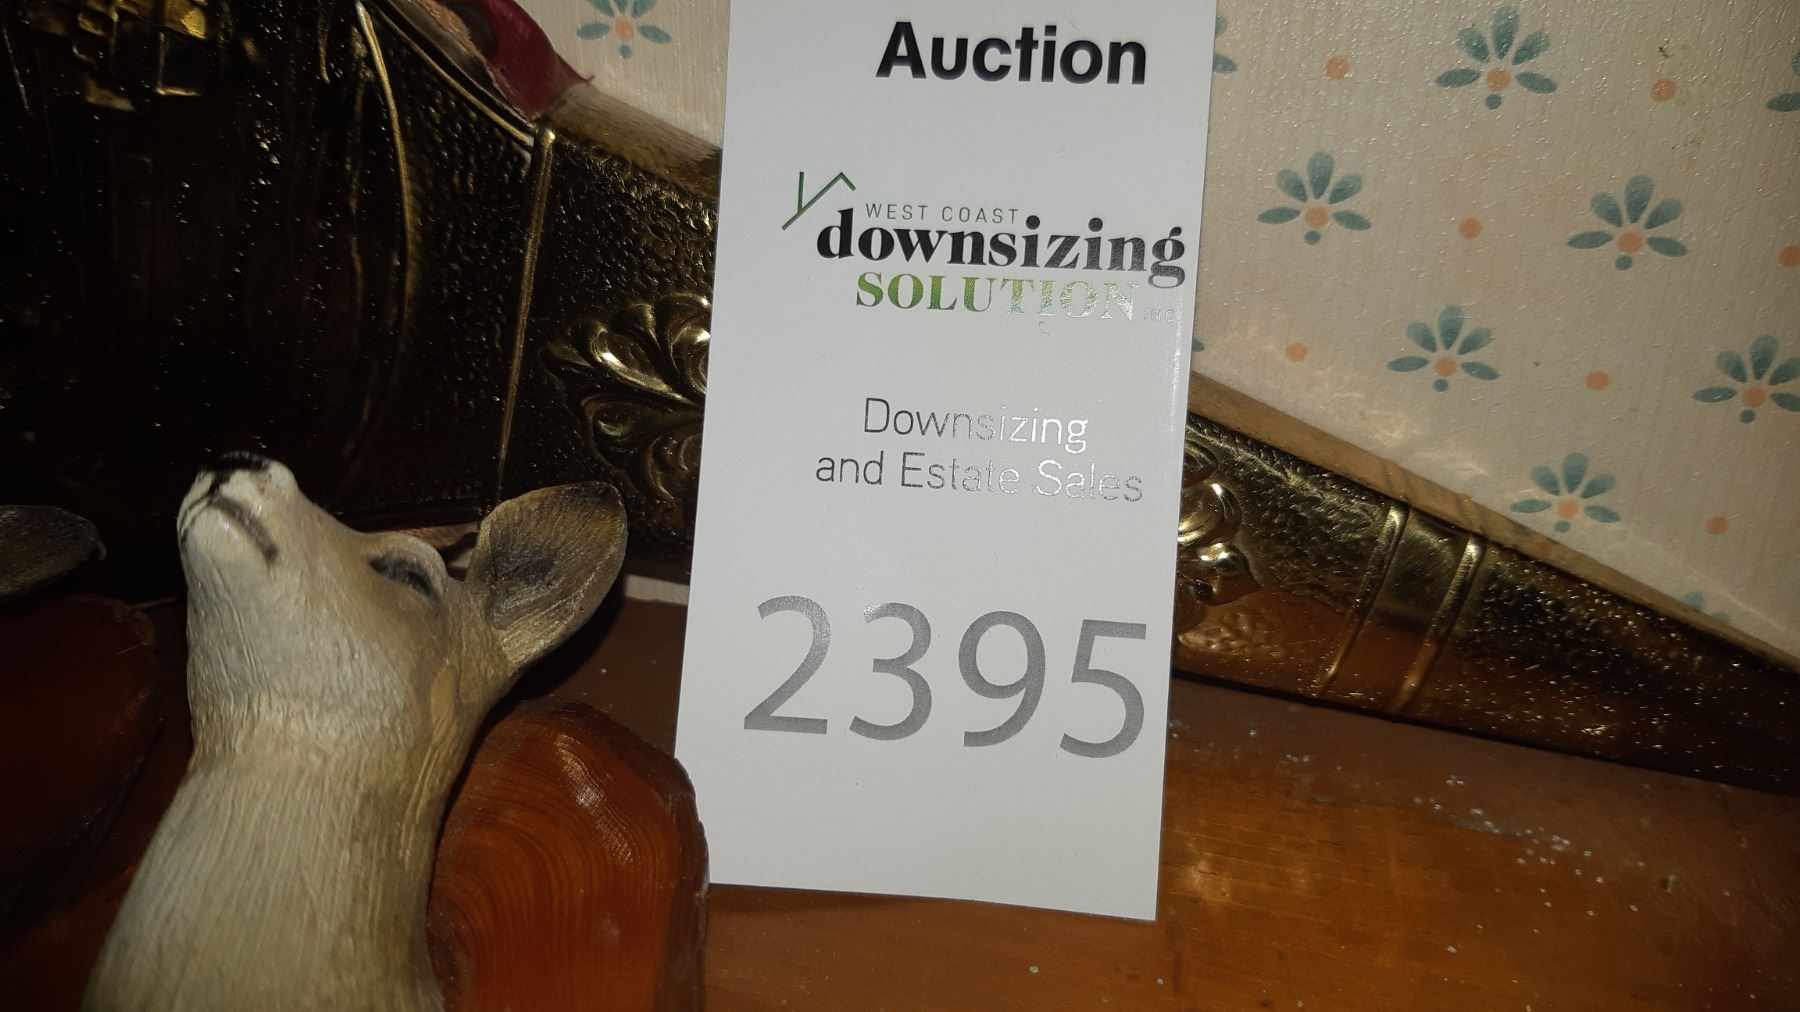 Auction
WEST COAST
downsizing
SOLUTION INC
Downsizing
and Estate Sales
2395